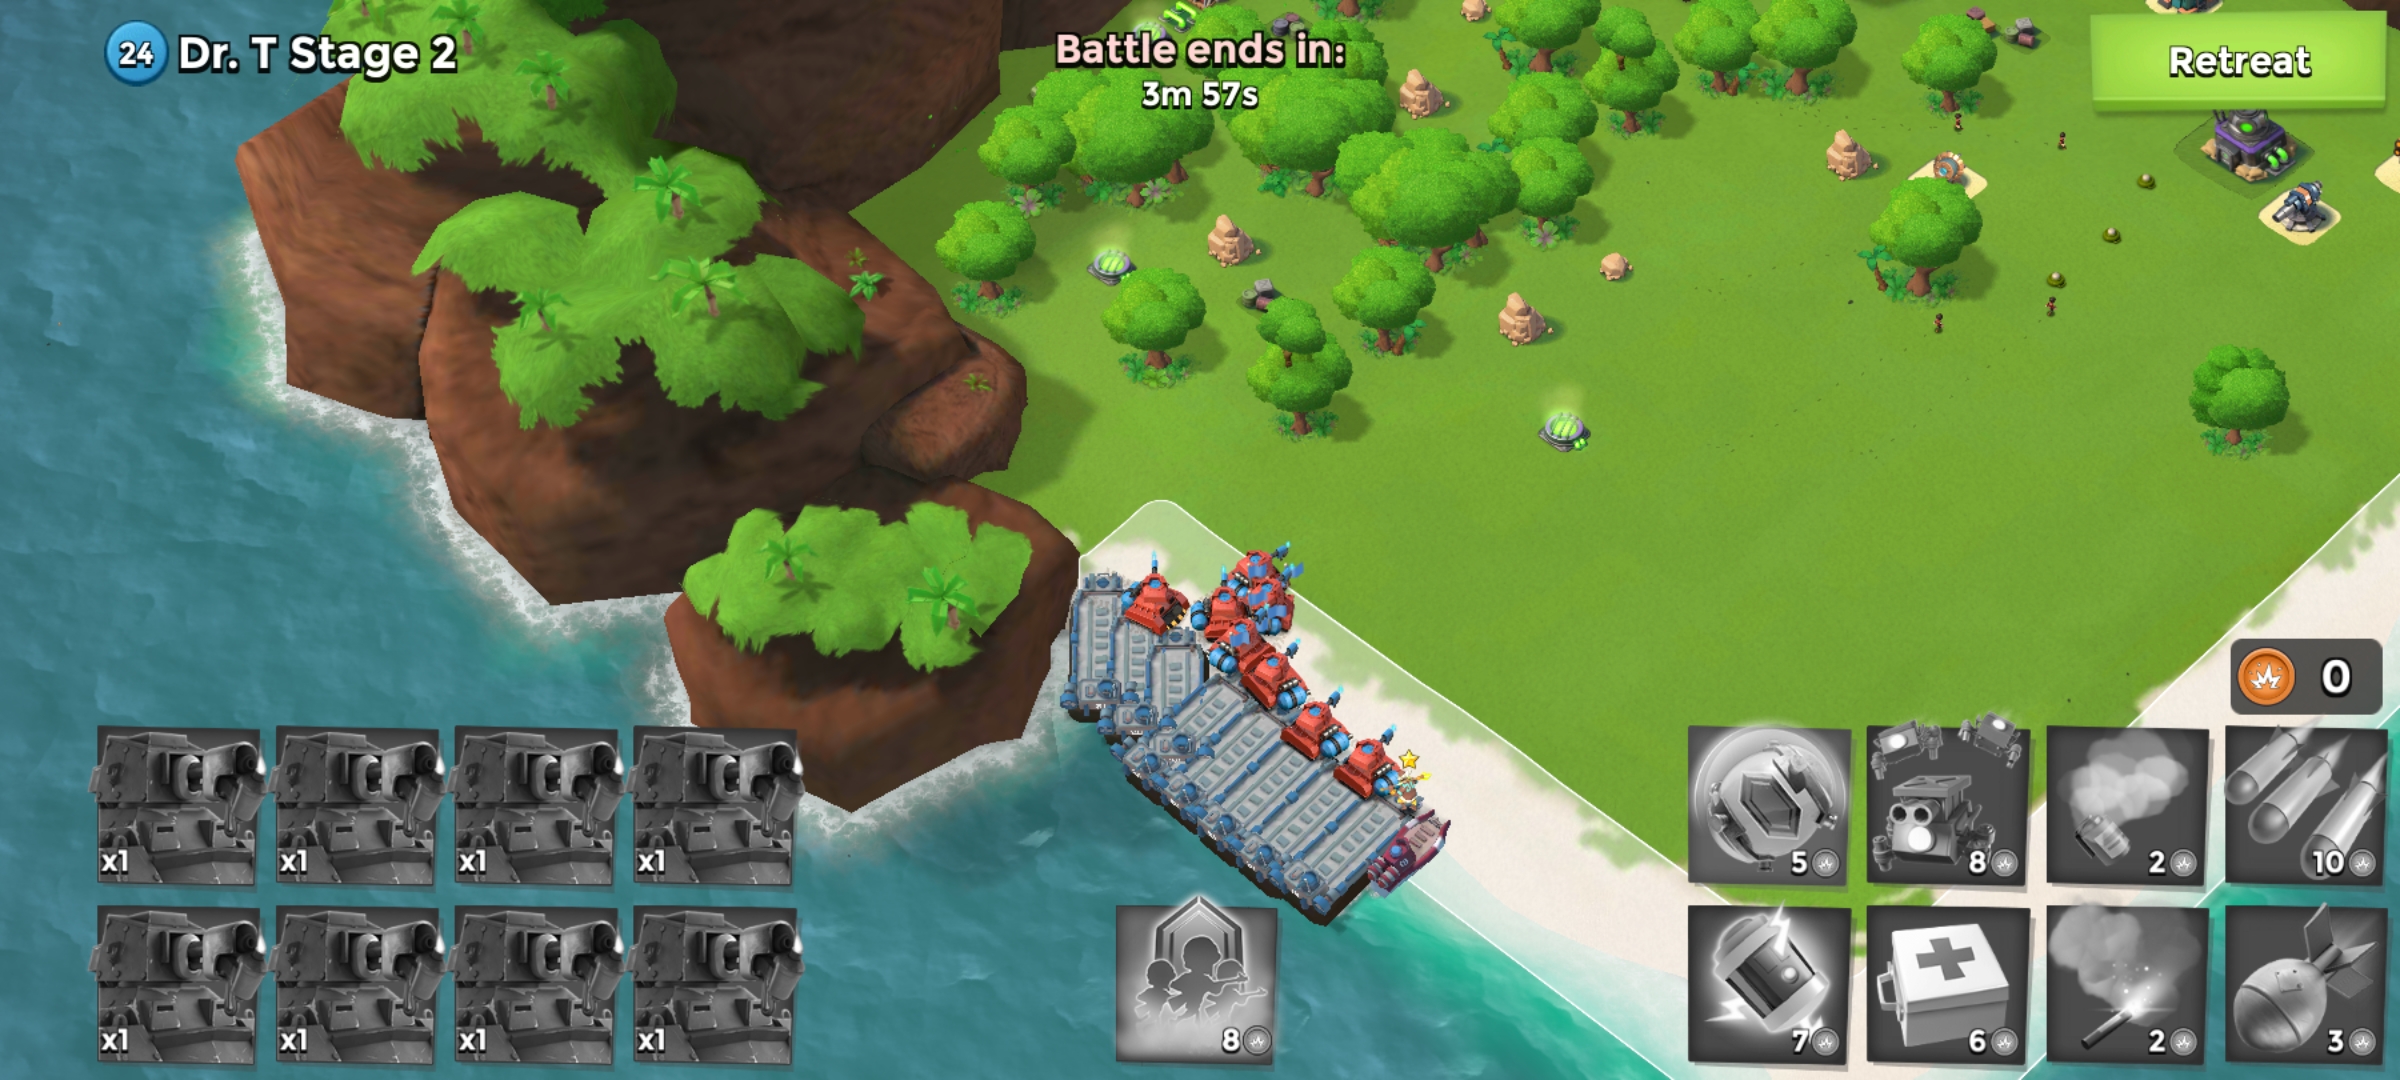 24 Dr. T Stage 2
Battle ends in:
3m 57s
Retreat
0
x1 x1 x1 x1
5 8 2 10
x1 x1 x1 x1
8
7 6 2 3